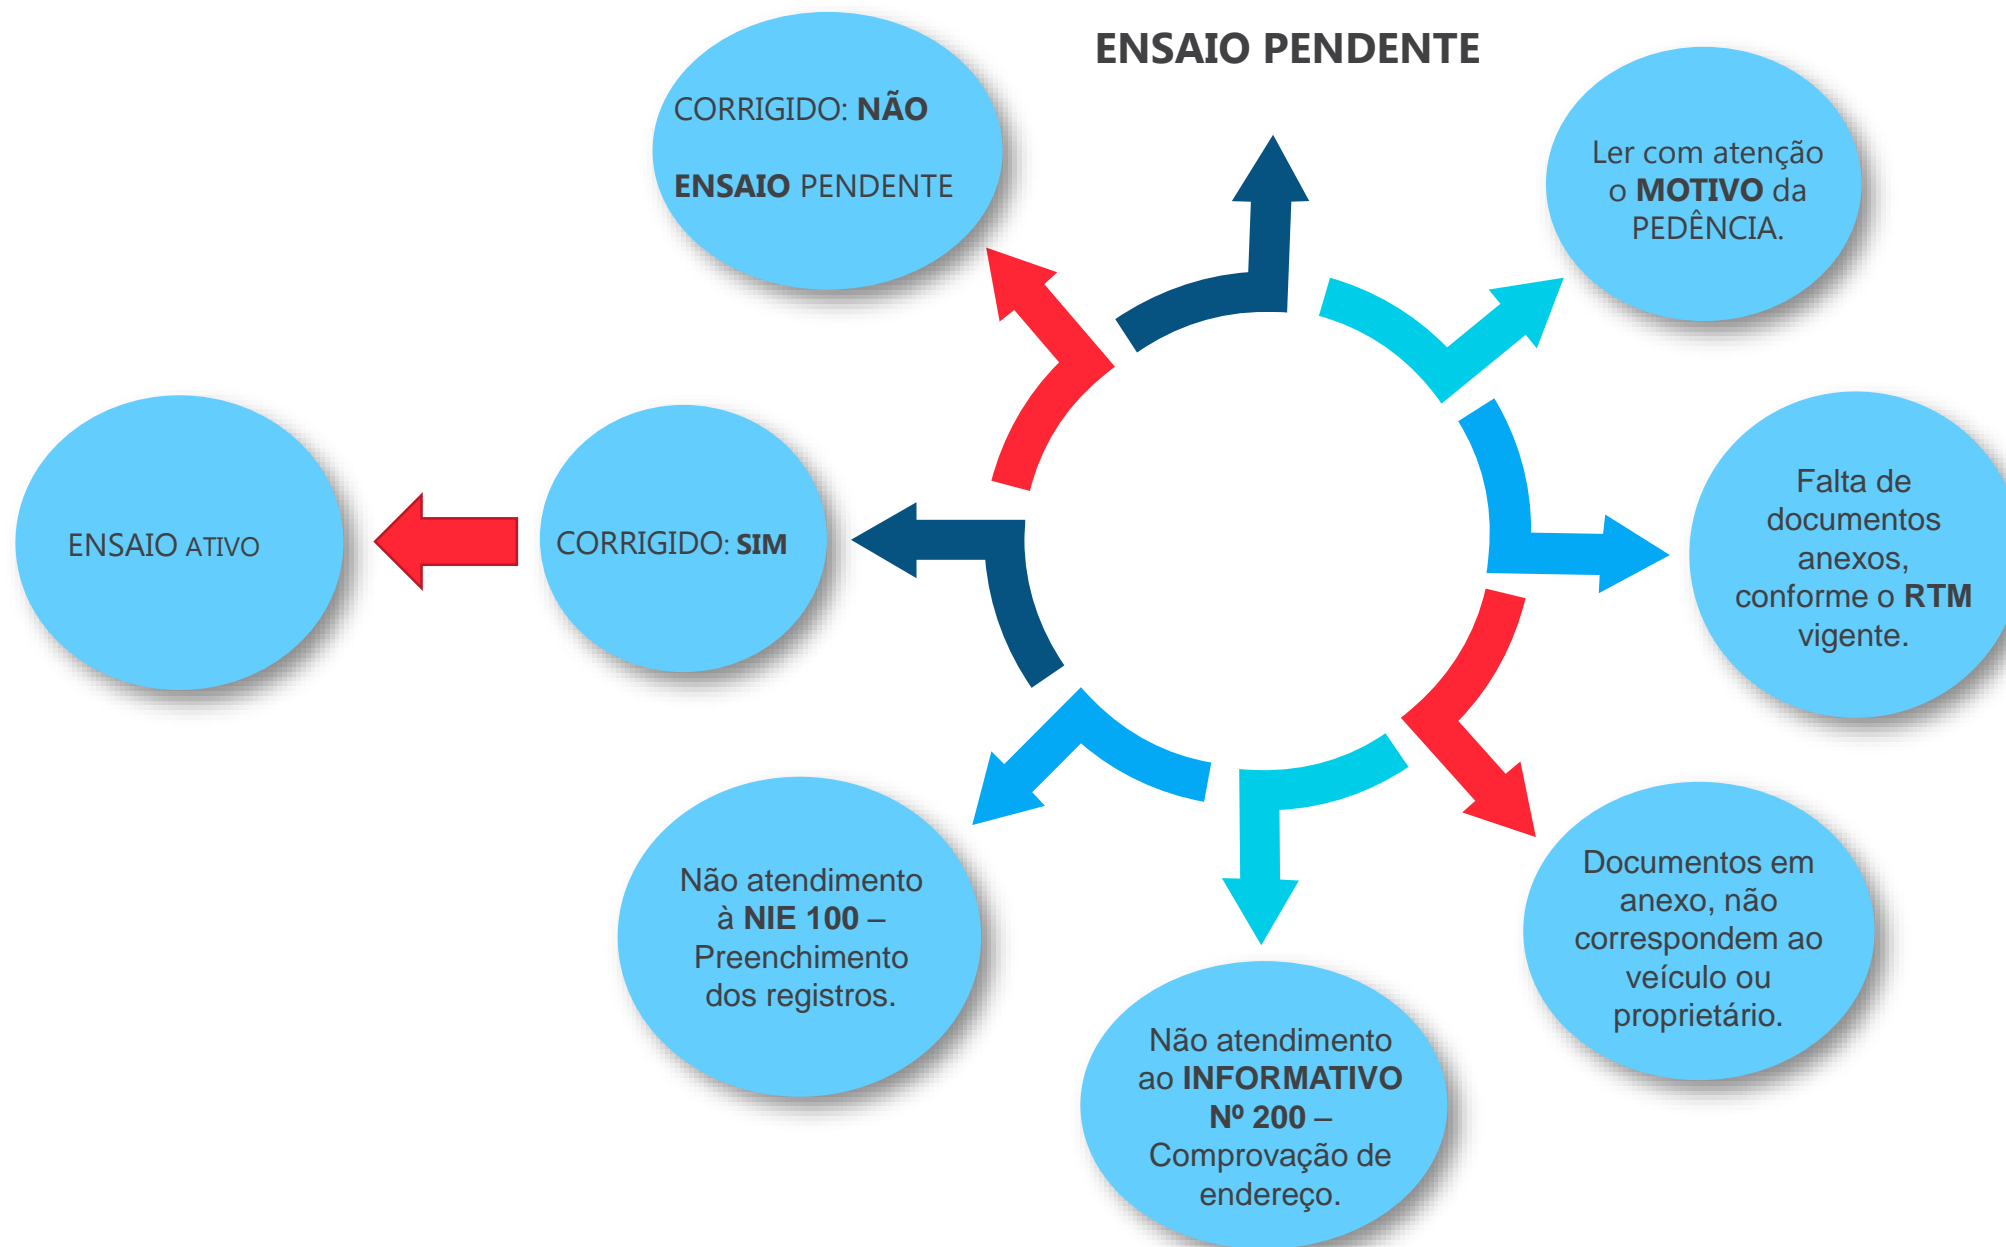 ENSAIO PENDENTE
Ler com atenção
o MOTIVO da
PEDÊNCIA.
Falta de
documentos
anexos,
conforme o RTM
vigente.
Documentos em
anexo, não
correspondem ao
veículo ou
proprietário.
Não atendimento
ao INFORMATIVO
Nº 200 –
Comprovação de
endereço.
Não atendimento
à NIE 100 –
Preenchimento
dos registros.
CORRIGIDO: SIM
ENSAIO ATIVO
CORRIGIDO: NÃO
ENSAIO PENDENTE